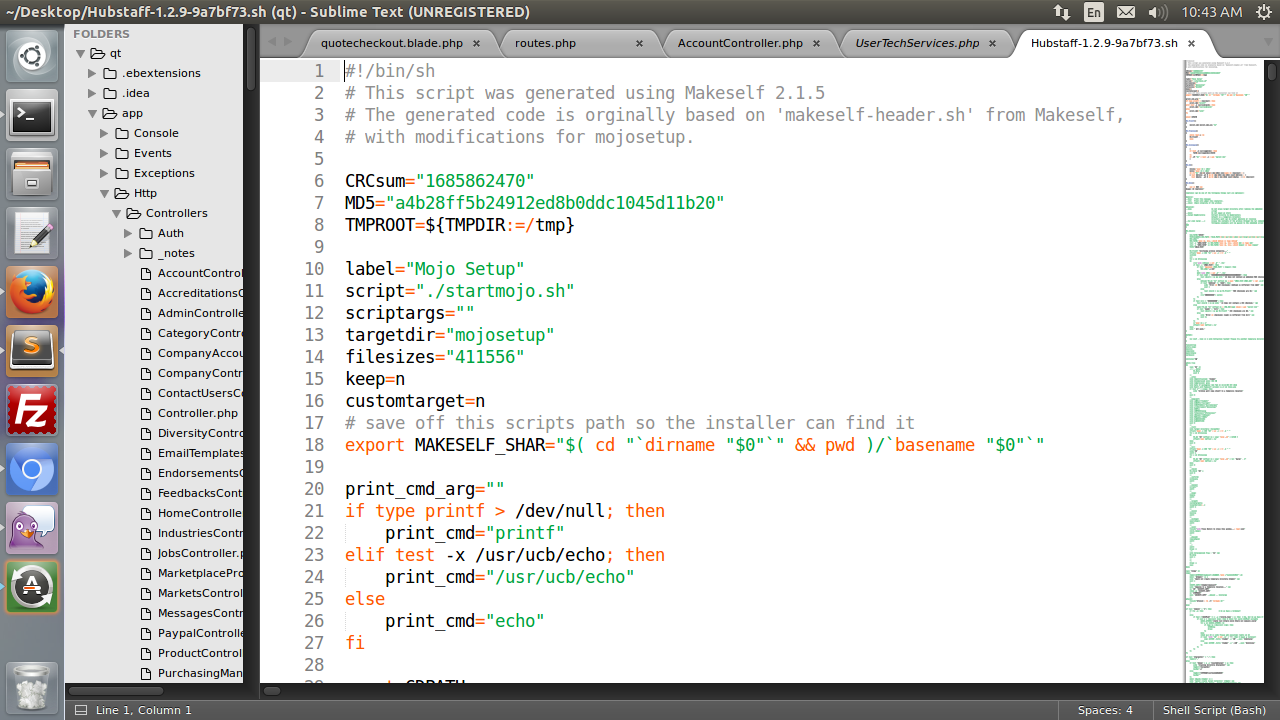 ~/Desktop/Hubstaff-1.2.9-9a7bf73.sh (qt) - Sublime Text (UNREGISTERED)
En
10:43 AM
FOLDERS
qt
.ebextensions
.idea
app
Console
Events
Exceptions
Http
Controllers
Auth
_notes
AccountControl
AccreditationsC
AdminControlle
CategoryContro
CompanyAccou
CompanyContr
ContactUsersCo
Controller.php
DiversityContro
EmailTemplates
EndorsementsC
FeedbacksCont
HomeController
IndustriesContr
JobsController.p
MarketplacePro
MarketsControl
MessagesContr
PaypalControlle
ProductControl
PurchasingMan
quotecheckout.blade.php ×
routes.php ×
AccountController.php ×
UserTechServices.php ×
Hubstaff-1.2.9-9a7bf73.sh ×
1 #!/bin/sh
2 # This script was generated using Makeself 2.1.5
3 # The generated code is orginally based on 'makeself-header.sh' from Makeself,
4 # with modifications for mojosetup.
5
6 CRCsum="1685862470"
7 MD5="a4b28ff5b24912ed8b0ddc1045d11b20"
8 TMPROOT=${TMPDIR:=/tmp}
9
10 label="Mojo Setup"
11 script="./startmojo.sh"
12 scriptargs=""
13 targetdir="mojosetup"
14 filesizes="411556"
15 keep=n
16 customtarget=n
17 # save off this scripts path so the installer can find it
18 export MAKESELF_SHAR="$( cd "`dirname "$0"`" && pwd )/`basename "$0"`"
19
20 print_cmd_arg=""
21 if type printf > /dev/null; then
22 print_cmd="printf"
23 elif test -x /usr/ucb/echo; then
24 print_cmd="/usr/ucb/echo"
25 else
26 print_cmd="echo"
27 fi
28
Line 1, Column 1
Spaces: 4
Shell Script (Bash)